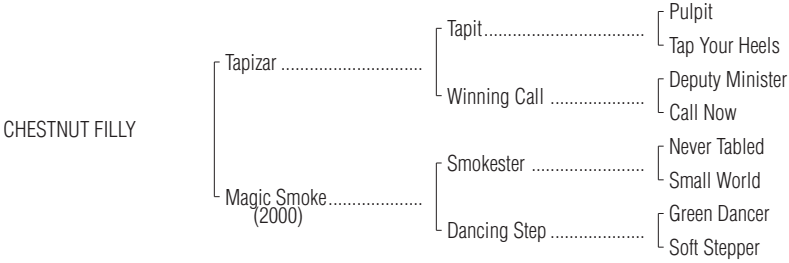 Pulpit
Tapit....................................
Tap Your Heels
Tapizar ................................
Deputy Minister
Winning Call .....................
Call Now
CHESTNUT FILLY
Never Tabled
Smokester .........................
Small World
Magic Smoke.....................
(2000)
Green Dancer
Dancing Step .....................
Soft Stepper